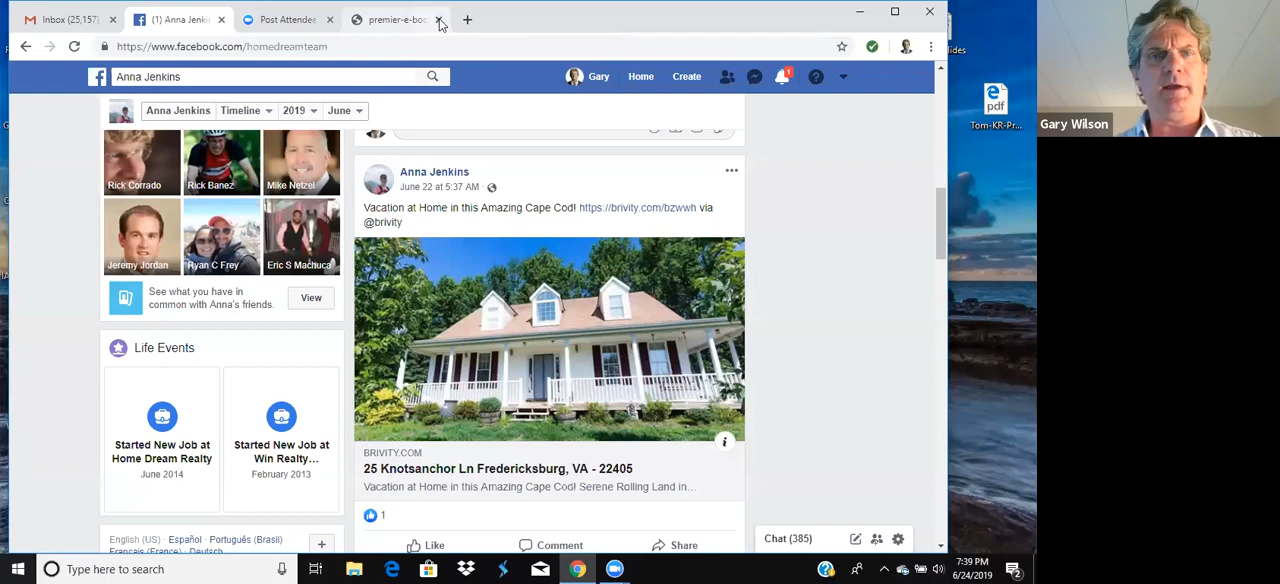 Inbox (25,157)
(1) Anna Jenki
Post Attendee
premier-e-boo
https://www.facebook.com/homedreamteam
Anna Jenkins
Gary
Home
Create
1
Anna Jenkins
Timeline
2019
June
Rick Corrado
Rick Banez
Mike Netzel
Jeremy Jordan
Ryan C Frey
Eric S Machuca
See what you have in
common with Anna's friends.
View
Life Events
Started New Job at
Home Dream Realty
June 2014
Started New Job at
Win Realty...
February 2013
English (US) · Español · Português (Brasil)
Français (France) · Deutsch
Anna Jenkins
June 22 at 5:37 AM ·
Vacation at Home in this Amazing Cape Cod! https://brivity.com/bzwwh via
@brivity
BRIVITY.COM
25 Knotsanchor Ln Fredericksburg, VA - 22405
Vacation at Home in this Amazing Cape Cod! Serene Rolling Land in...
1
Like
Comment
Share
Chat (385)
lides
pdf
Tom-KR-Pr...
Gary Wilson
Type here to search
7:39 PM
6/24/2019
2